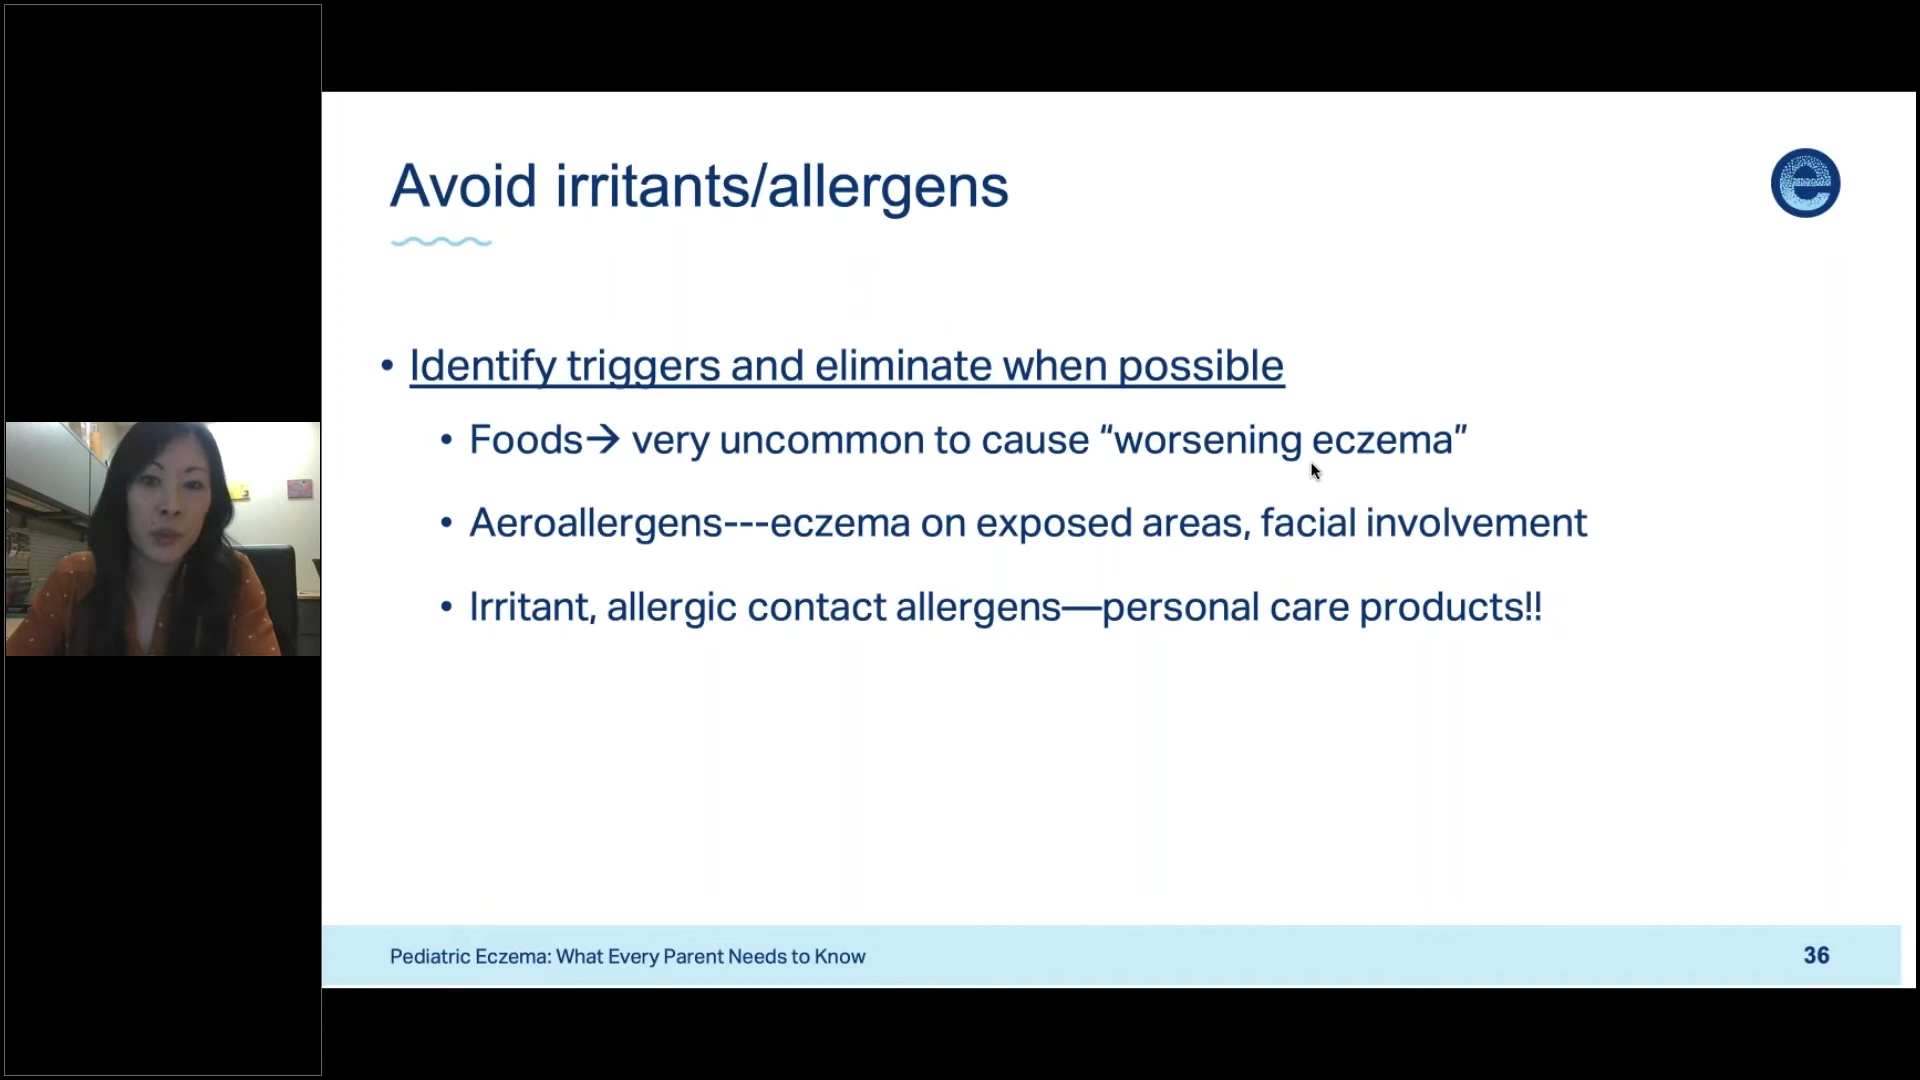 Avoid irritants/allergens
e
• Identify triggers and eliminate when possible
• Foods→ very uncommon to cause “worsening eczema”
• Aeroallergens---eczema on exposed areas, facial involvement
• Irritant, allergic contact allergens—personal care products!!
Pediatric Eczema: What Every Parent Needs to Know
36